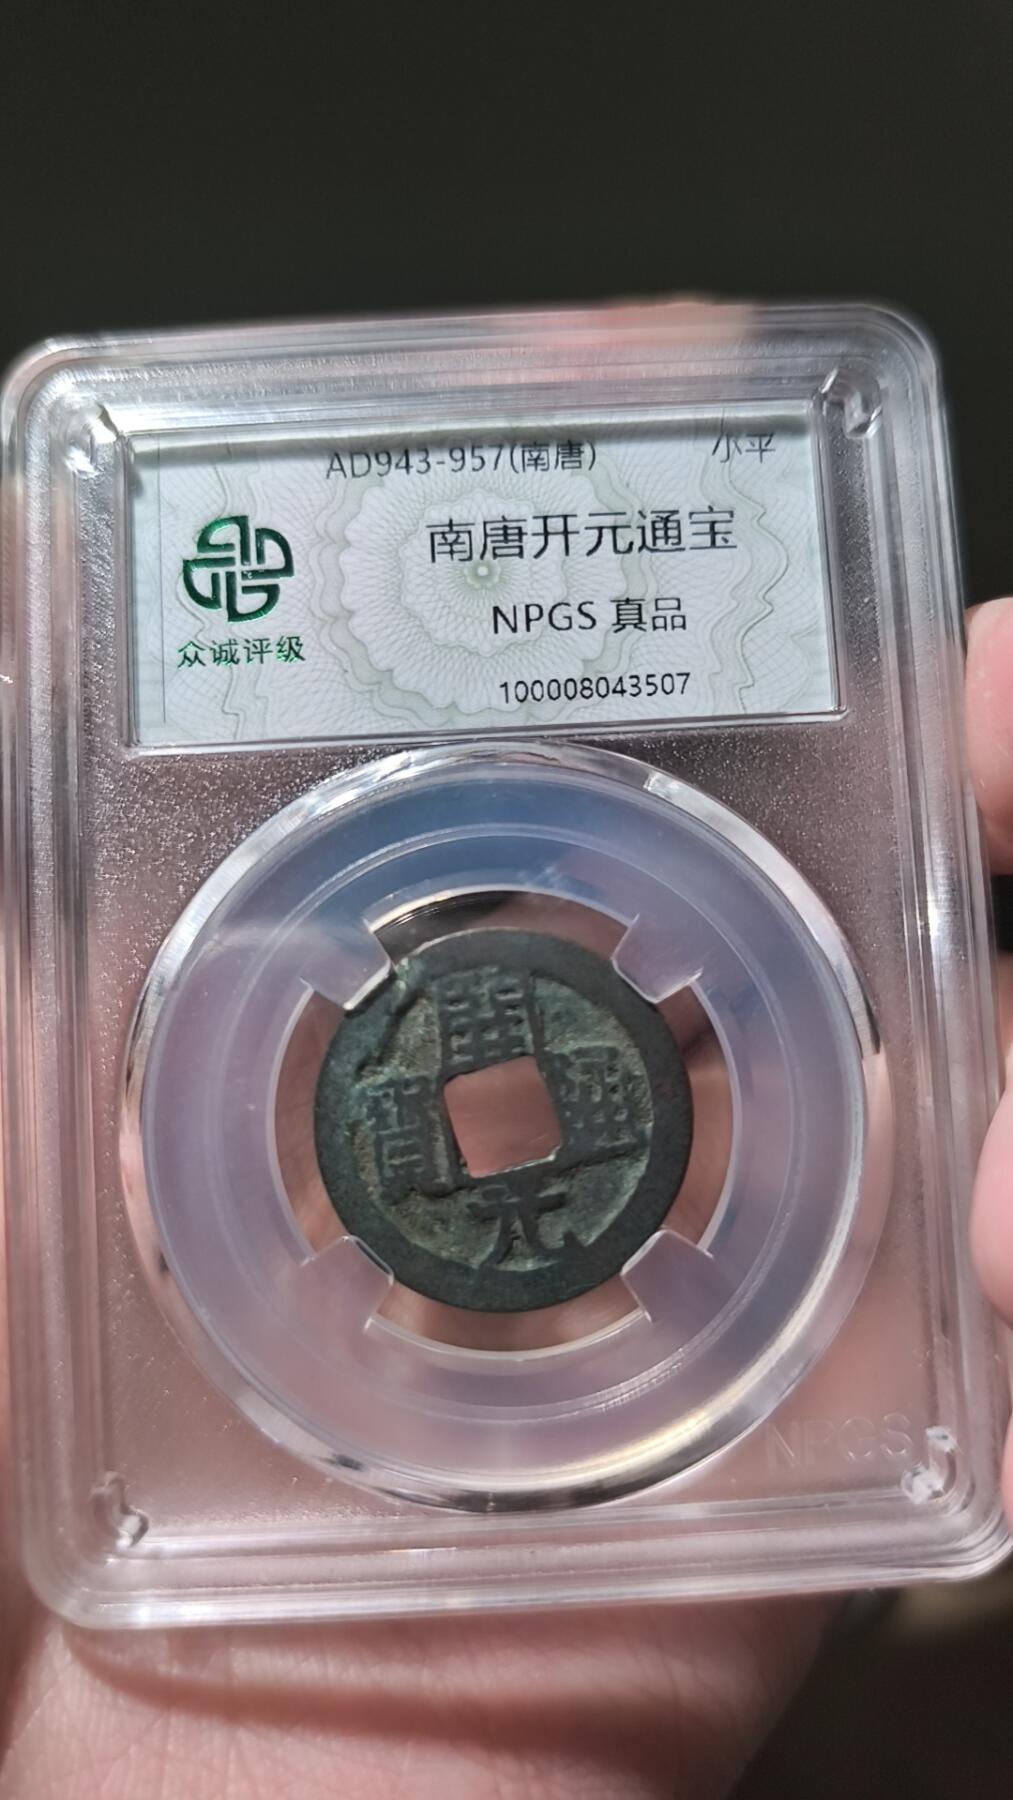 AD943-957(南唐) 小平
南唐开元通宝
NPGS 真品
众诚评级
100008043507
開
寳 通
元
NPGS